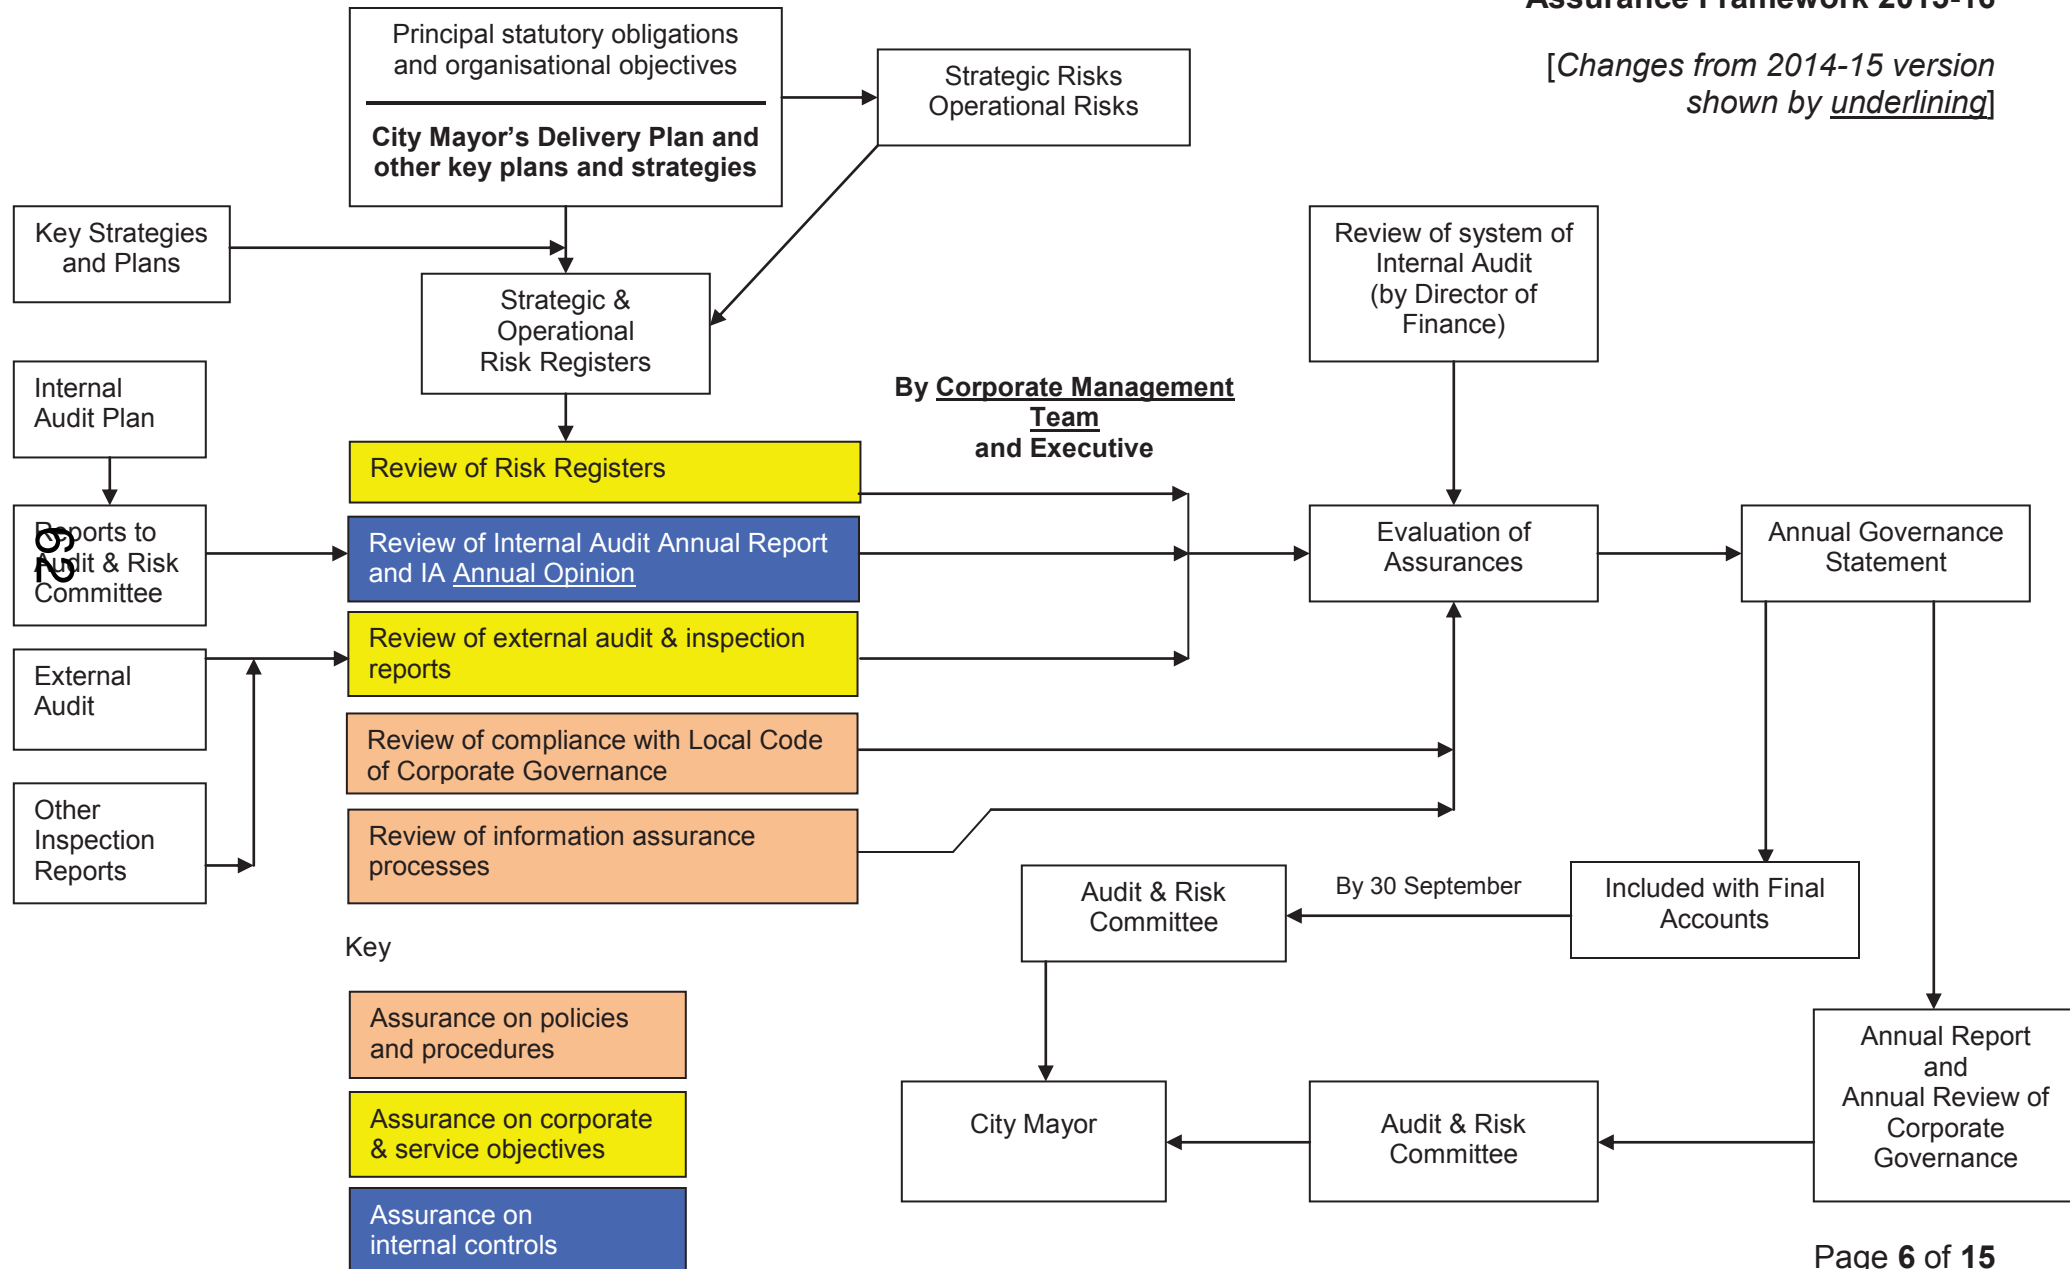 Assurance Framework 2015-16
[Changes from 2014-15 version
shown by underlining]
Principal statutory obligations
and organisational objectives
City Mayor’s Delivery Plan and
other key plans and strategies
Strategic Risks
Operational Risks
Key Strategies
and Plans
Strategic &
Operational
Risk Registers
Review of system of
Internal Audit
(by Director of
Finance)
Internal
Audit Plan
By Corporate Management
Team
and Executive
Review of Risk Registers
Reports to
Audit & Risk
Committee
62
Review of Internal Audit Annual Report
and IA Annual Opinion
Evaluation of
Assurances
Annual Governance
Statement
Review of external audit & inspection
reports
External
Audit
Review of compliance with Local Code
of Corporate Governance
Other
Inspection
Reports
Review of information assurance
processes
Audit & Risk
Committee
By 30 September
Included with Final
Accounts
Key
Assurance on policies
and procedures
Assurance on corporate
& service objectives
Assurance on
internal controls
City Mayor
Audit & Risk
Committee
Annual Report
and
Annual Review of
Corporate
Governance
Page 6 of 15